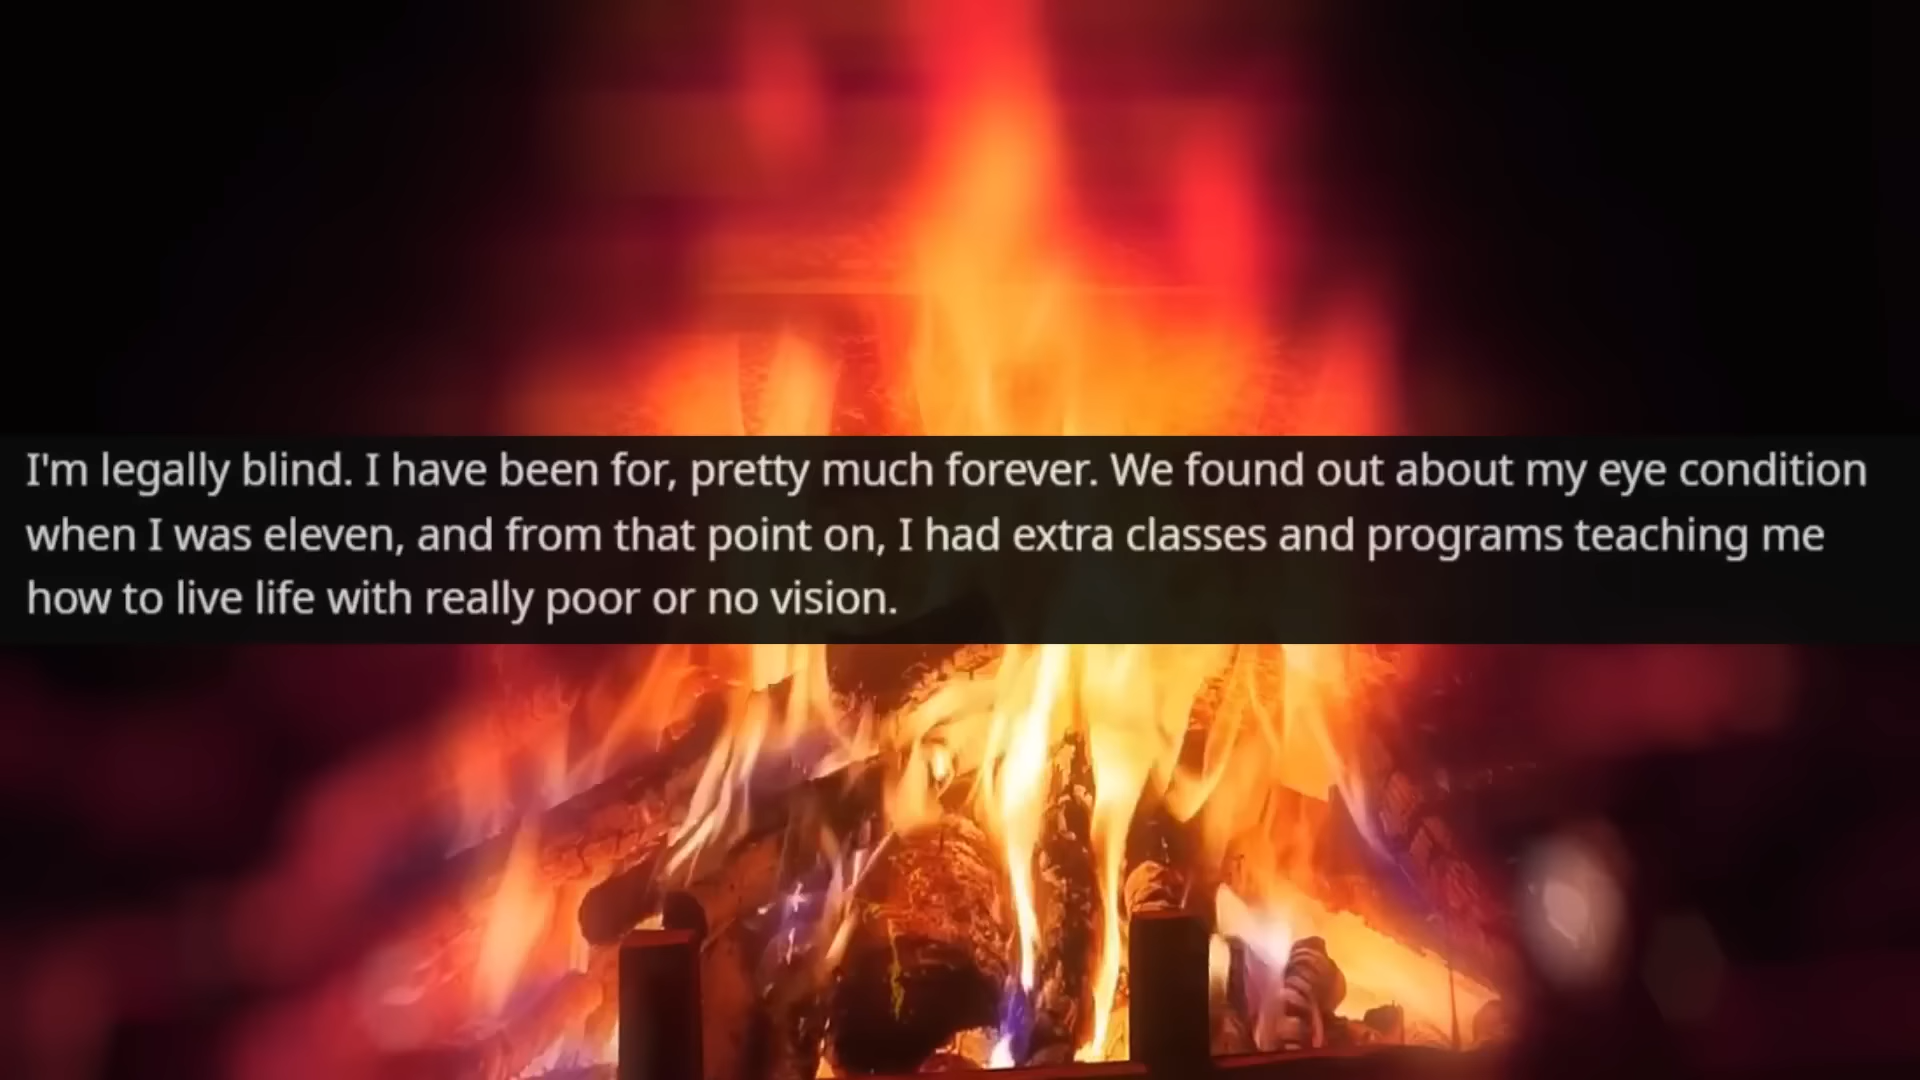 I'm legally blind. I have been for, pretty much forever. We found out about my eye condition
when I was eleven, and from that point on, I had extra classes and programs teaching me
how to live life with really poor or no vision.